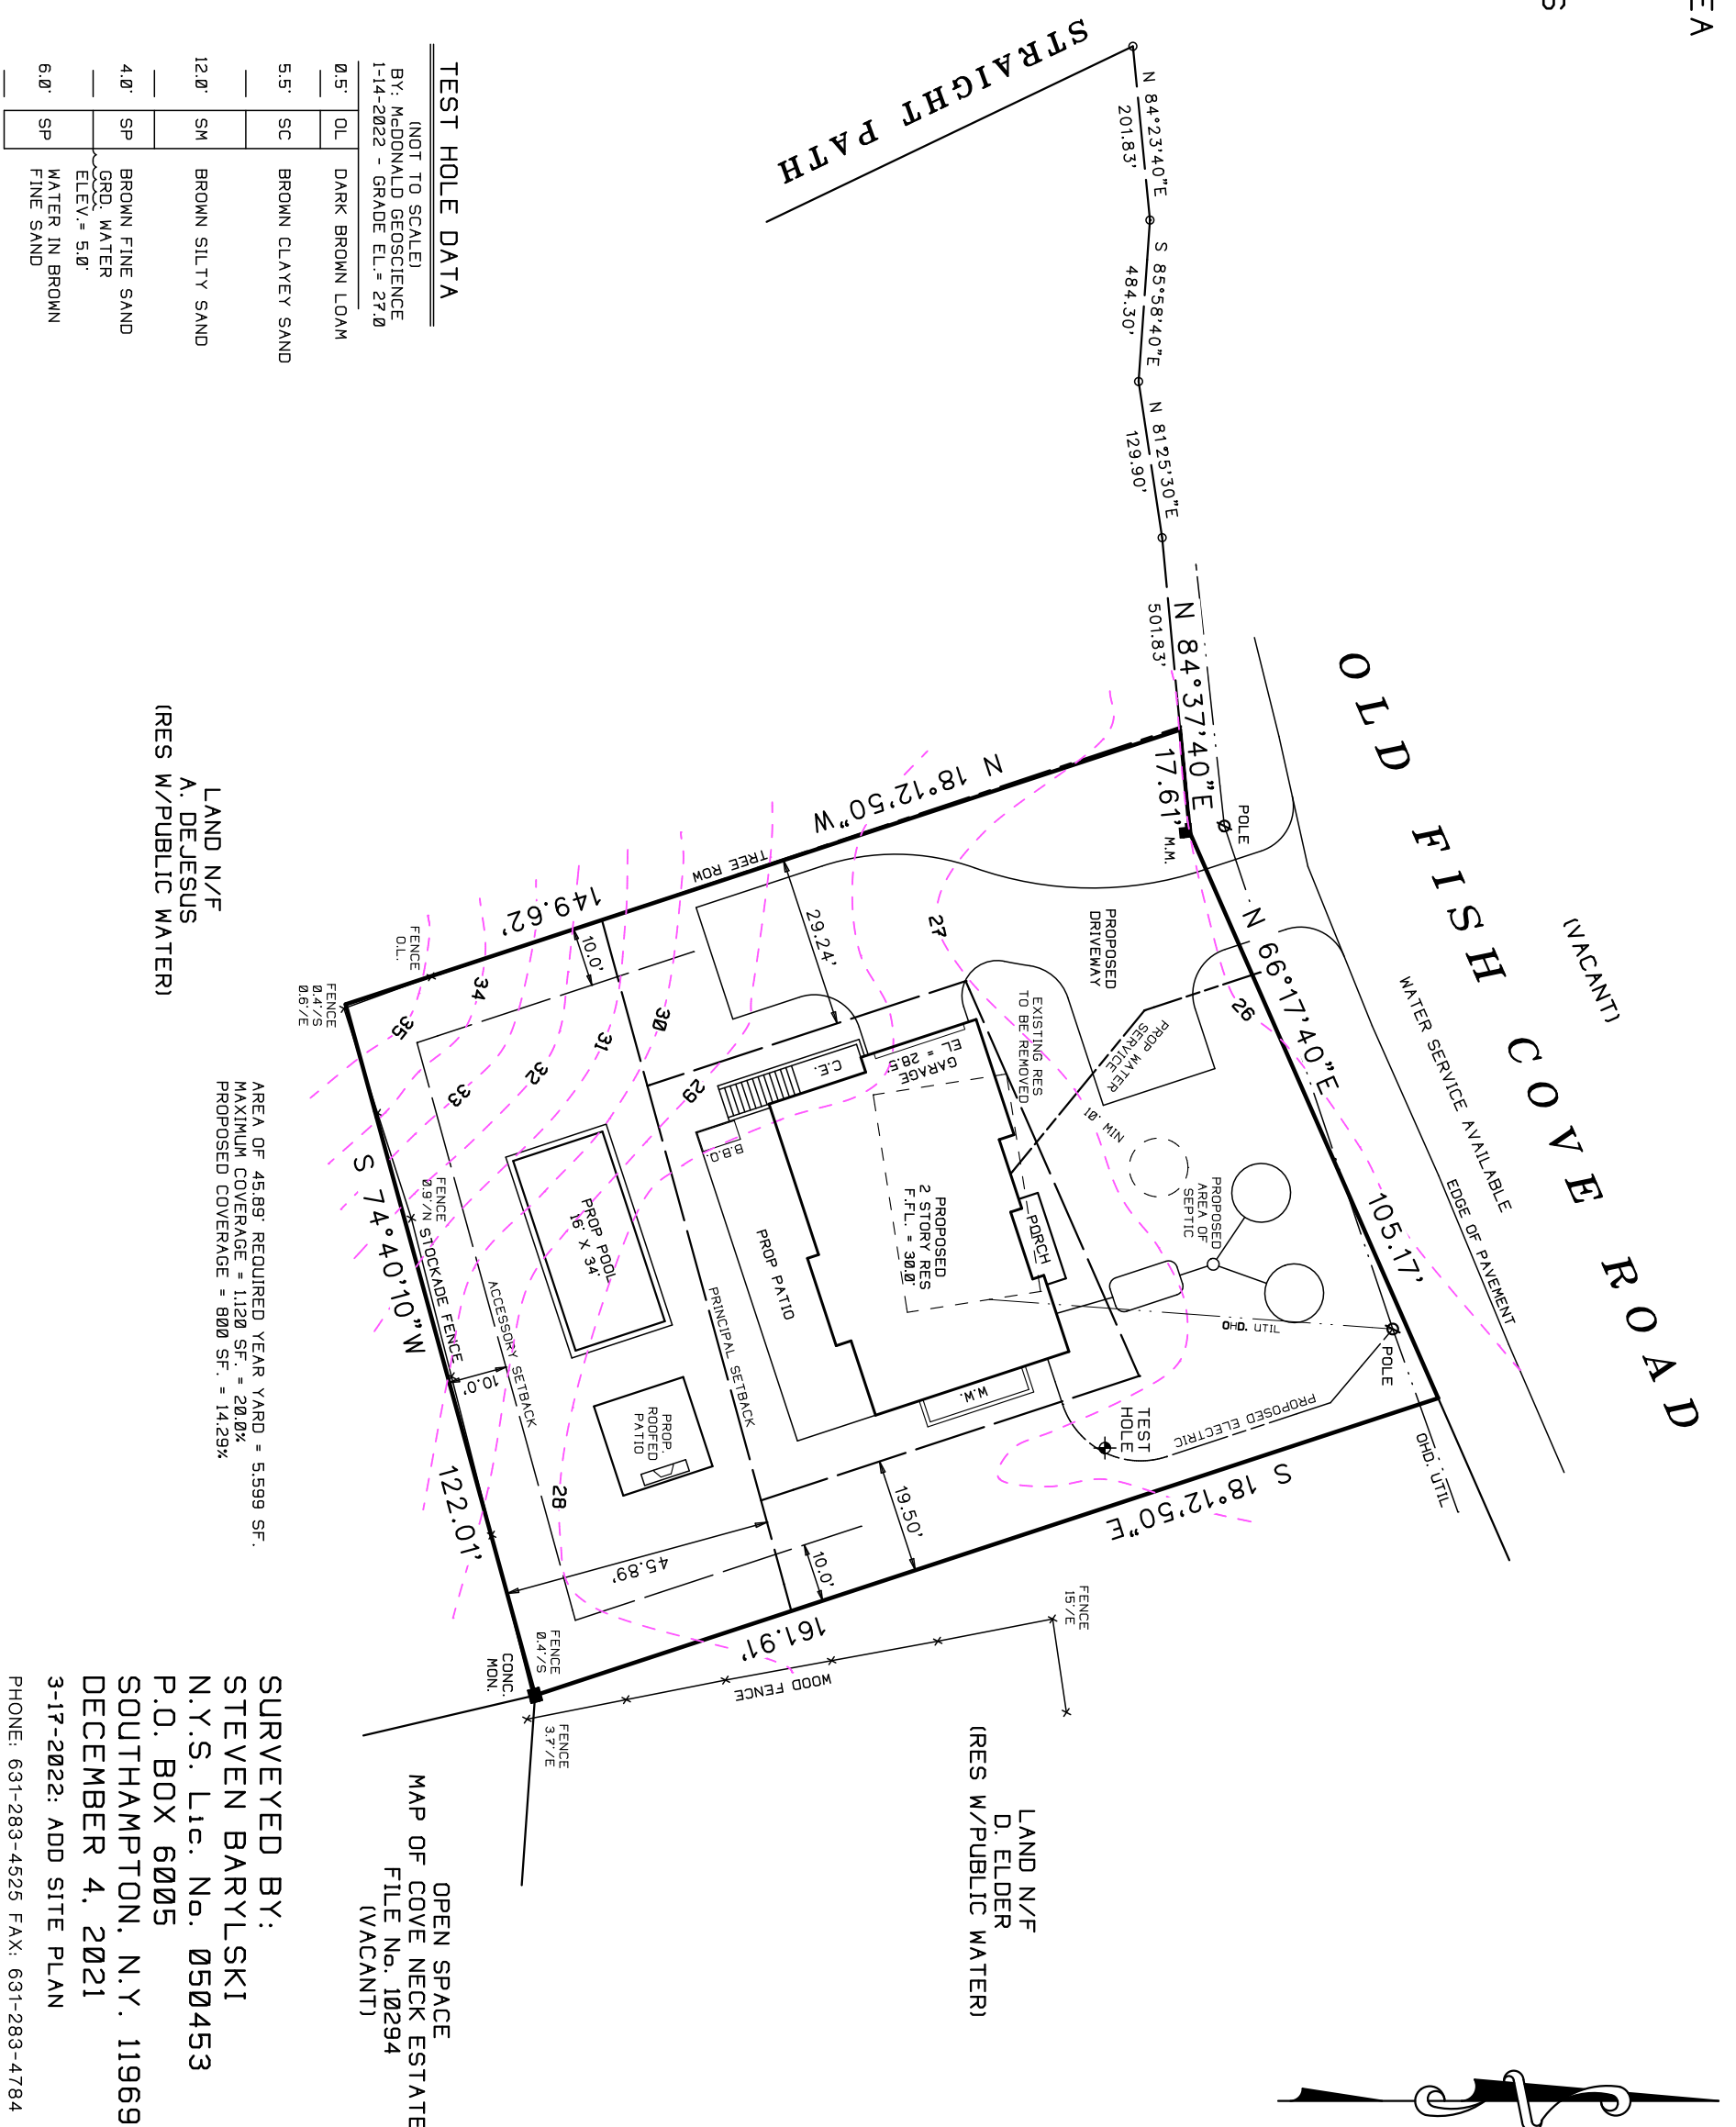 EA
S
STRAIGHT PATH
N 84°23'40"E
201.83'
S 85°58'40"E
484.30'
N 81°25'30"E
129.90'
501.83'
N 84°37'40"E
17.61'
M.M.
POLE
OLD FISH COVE ROAD
(VACANT)
WATER SERVICE AVAILABLE
EDGE OF PAVEMENT
N 66°17'40"E
105.17'
26
POLE
OHD. UTIL
OHD. UTIL
PROPOSED ELECTRIC
TEST
HOLE
PROPOSED
DRIVEWAY
PROP WATER
SERVICE
10' MIN
PROPOSED
AREA OF
SEPTIC
EXISTING RES
TO BE REMOVED
27
N 18°12'50"W
149.62'
TREE ROW
29.24'
10.0'
GARAGE
EL = 28.5'
C.E.
B.B.Q.
PORCH
PROPOSED
2 STORY RES
F.FL. = 30.0'
W.W.
PROP PATIO
PRINCIPAL SETBACK
PROP POOL
16' X 34'
PROP.
ROOFED
PATIO
ACCESSORY SETBACK
10.0'
28
29
30
31
32
33
34
35
FENCE
O.L.
FENCE
0.4'/S
0.6'/E
FENCE
0.9'/N
STOCKADE FENCE
S 74°40'10"W
122.01'
45.89'
10.0'
19.50'
S 18°12'50"E
161.91'
FENCE
0.4'/S
CONC.
MON.
FENCE
3.7'/E
WOOD FENCE
FENCE
15'/E
LAND N/F
D. ELDER
(RES W/PUBLIC WATER)
LAND N/F
A. DEJESUS
(RES W/PUBLIC WATER)
OPEN SPACE
MAP OF COVE NECK ESTATE
FILE No. 10294
(VACANT)
AREA OF 45.89' REQUIRED YEAR YARD = 5,599 SF.
MAXIMUM COVERAGE = 1,120 SF. = 20.0%
PROPOSED COVERAGE = 800 SF. = 14.29%
TEST HOLE DATA
(NOT TO SCALE)
BY: McDONALD GEOSCIENCE
1-14-2022 - GRADE EL.= 27.0
0.5' OL DARK BROWN LOAM
5.5' SC BROWN CLAYEY SAND
12.0' SM BROWN SILTY SAND
4.0' SP BROWN FINE SAND
GRD. WATER
ELEV.= 5.0'
6.0' SP WATER IN BROWN
FINE SAND
SURVEYED BY:
STEVEN BARYLSKI
N.Y.S. Lic. No. 050453
P.O. BOX 6005
SOUTHAMPTON, N.Y. 11969
DECEMBER 4, 2021
3-17-2022: ADD SITE PLAN
PHONE: 631-283-4525 FAX: 631-283-4784